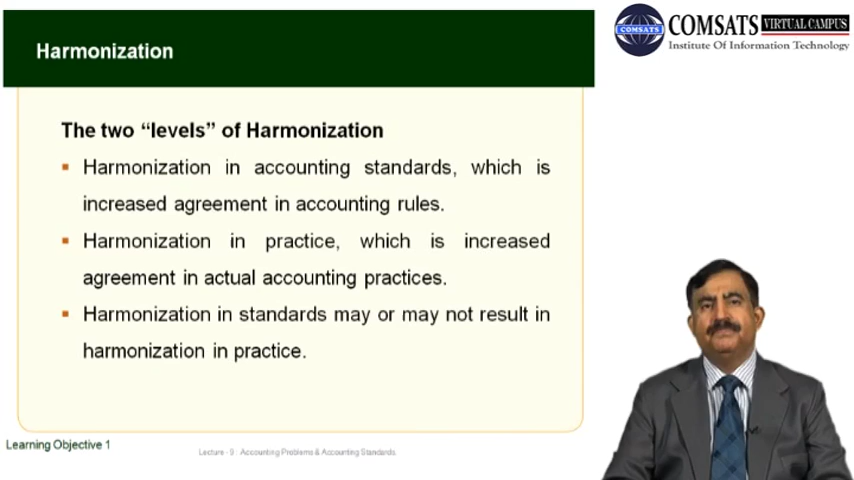 Harmonization
COMSATS
COMSATS VIRTUAL CAMPUS
Institute Of Information Technology
The two “levels” of Harmonization
Harmonization in accounting standards, which is
increased agreement in accounting rules.
Harmonization in practice, which is increased
agreement in actual accounting practices.
Harmonization in standards may or may not result in
harmonization in practice.
Learning Objective 1
Lecture - 9 : Accounting Problems & Accounting Standards.